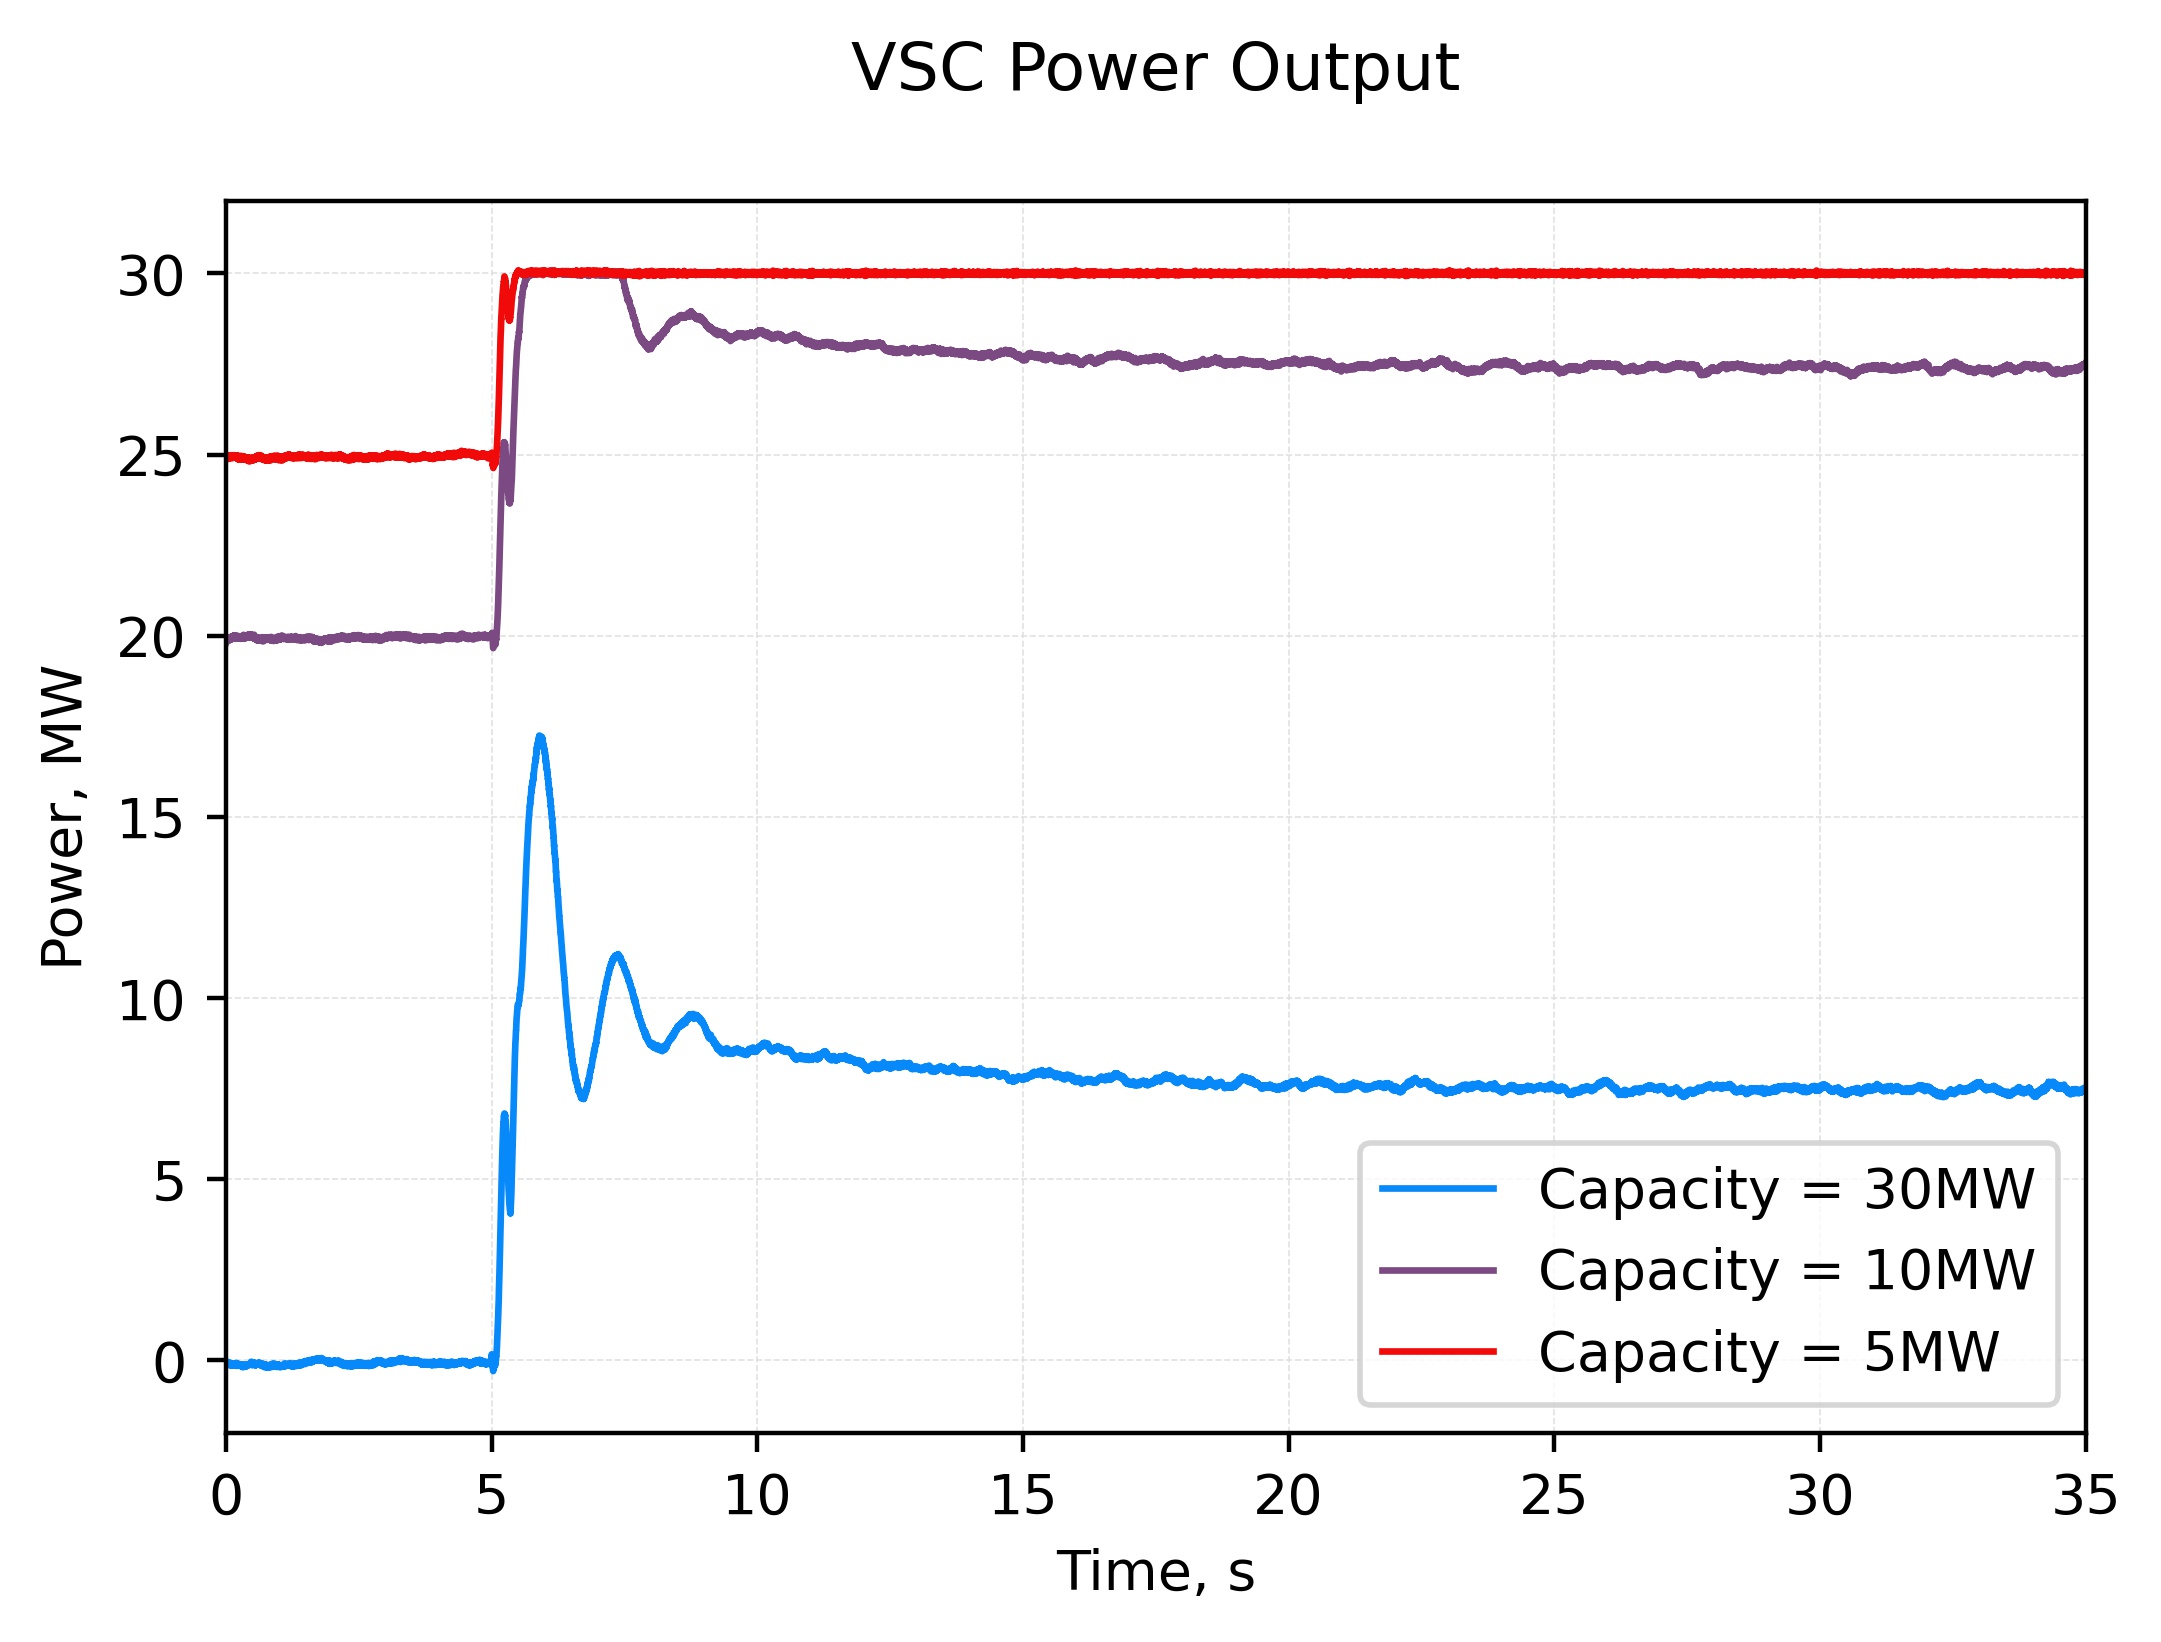 VSC Power Output
Power, MW
30
25
20
15
10
5
0
Capacity = 30MW
Capacity = 10MW
Capacity = 5MW
0 5 10 15 20 25 30 35
Time, s